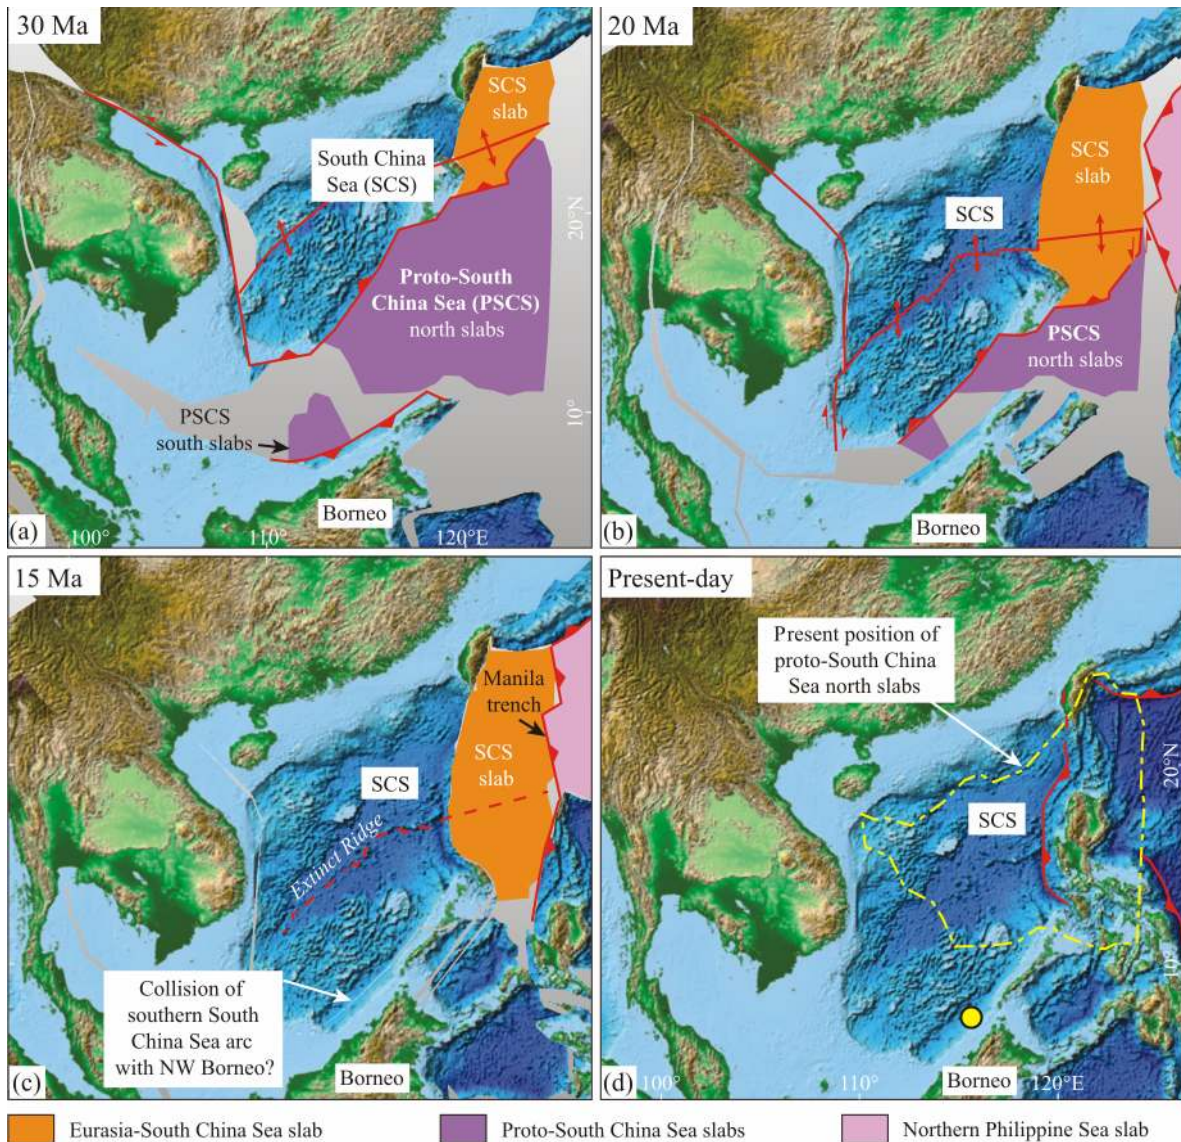 30 Ma
SCS
slab
South China
Sea (SCS)
Proto-South
China Sea (PSCS)
north slabs
PSCS
south slabs
Borneo
20°N
10°
(a)
100°
110°
120°E
20 Ma
SCS
slab
SCS
PSCS
north slabs
Borneo
(b)
15 Ma
Manila
trench
SCS
SCS
slab
Extinct Ridge
Collision of
southern South
China Sea arc
with NW Borneo?
Borneo
(c)
Present-day
Present position of
proto-South China
Sea north slabs
SCS
20°N
10°
Borneo
(d)
100°
110°
120°E
Eurasia-South China Sea slab
Proto-South China Sea slabs
Northern Philippine Sea slab